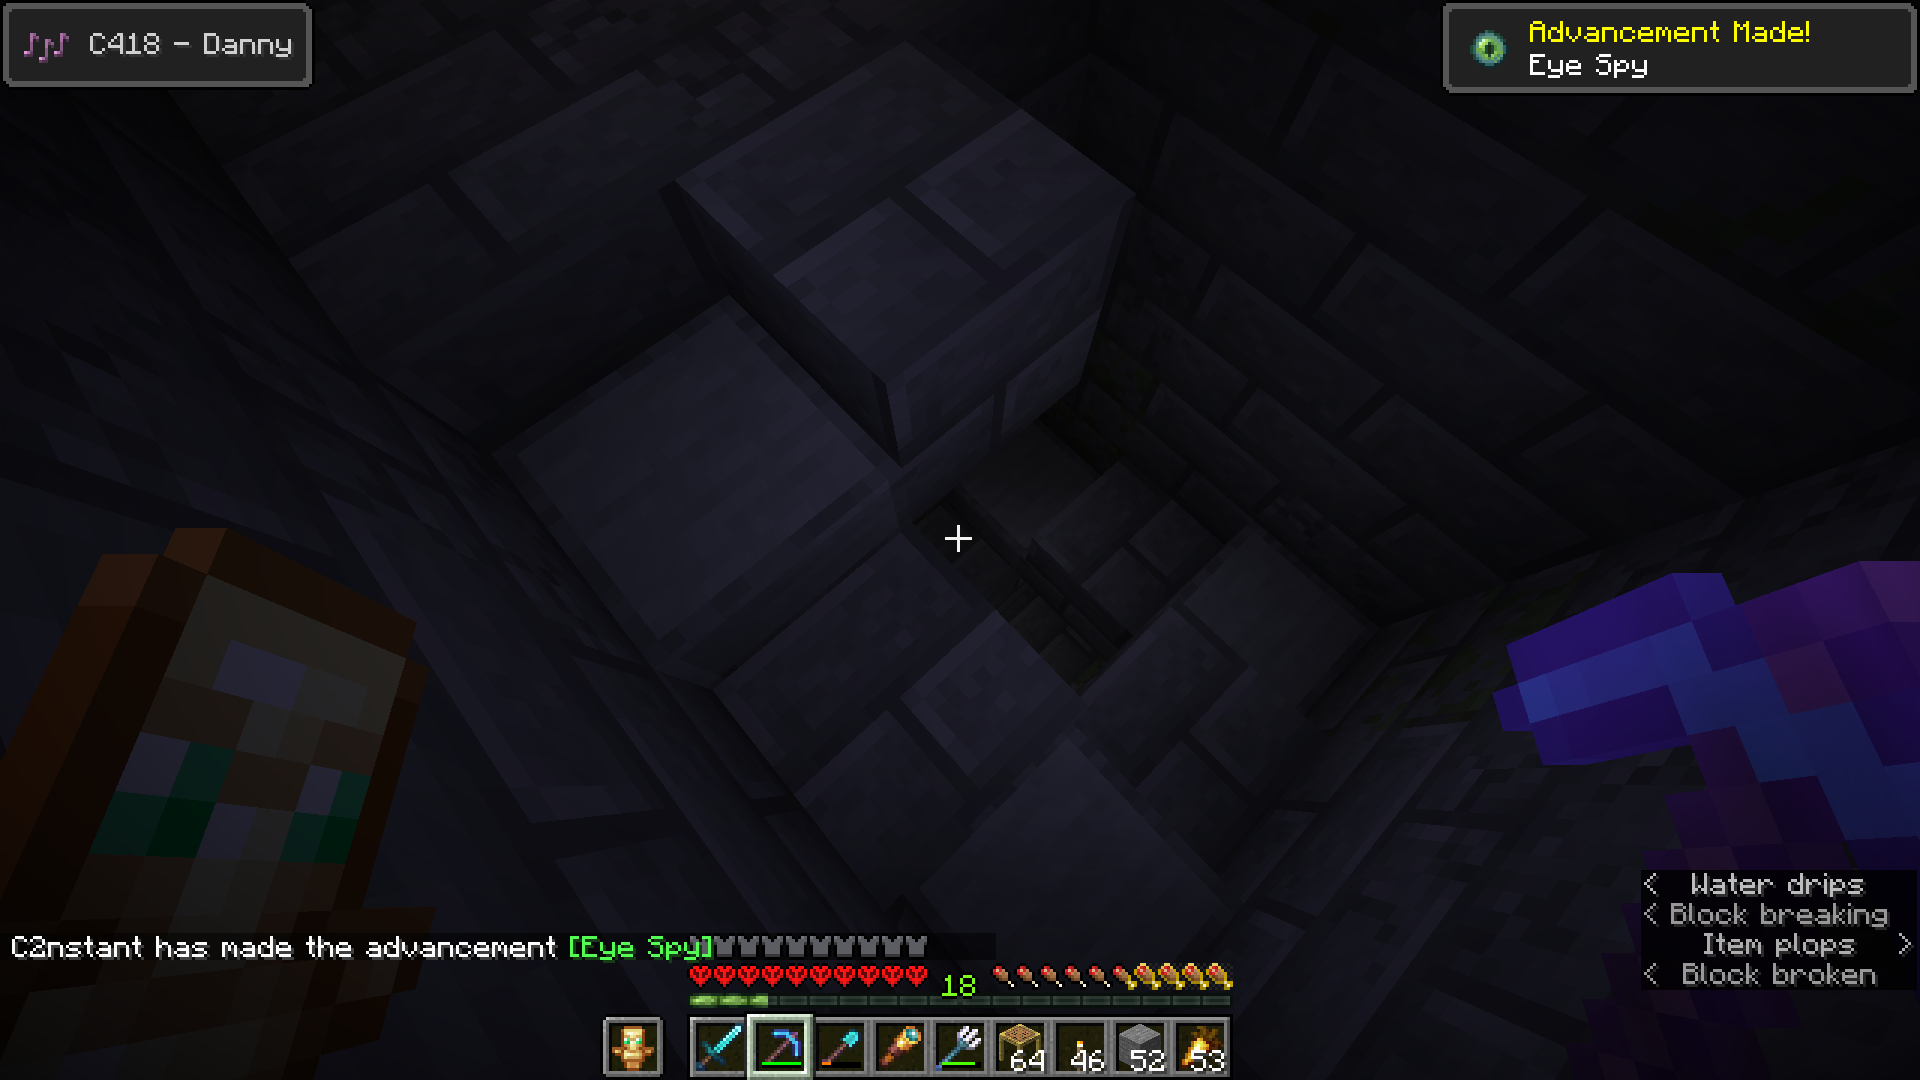 C418 - Danny
Advancement Made!
Eye Spy
< Water drips
< Block breaking
Item plops >
< Block broken
C2nstant has made the advancement [Eye Spy]
18
64 46 52 53